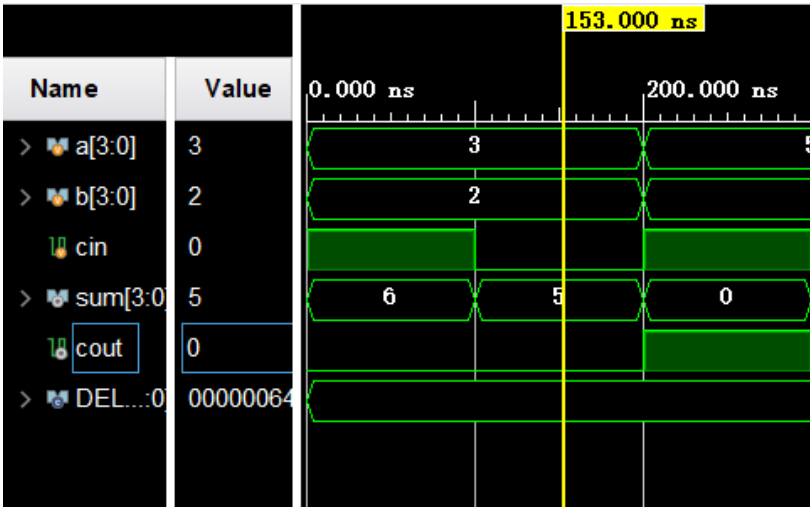 153.000 ns
Name Value 0.000 ns 200.000 ns
a[3:0] 3 3
b[3:0] 2 2
cin 0
sum[3:0] 5 6 5 0
cout 0
DEL...:0] 00000064